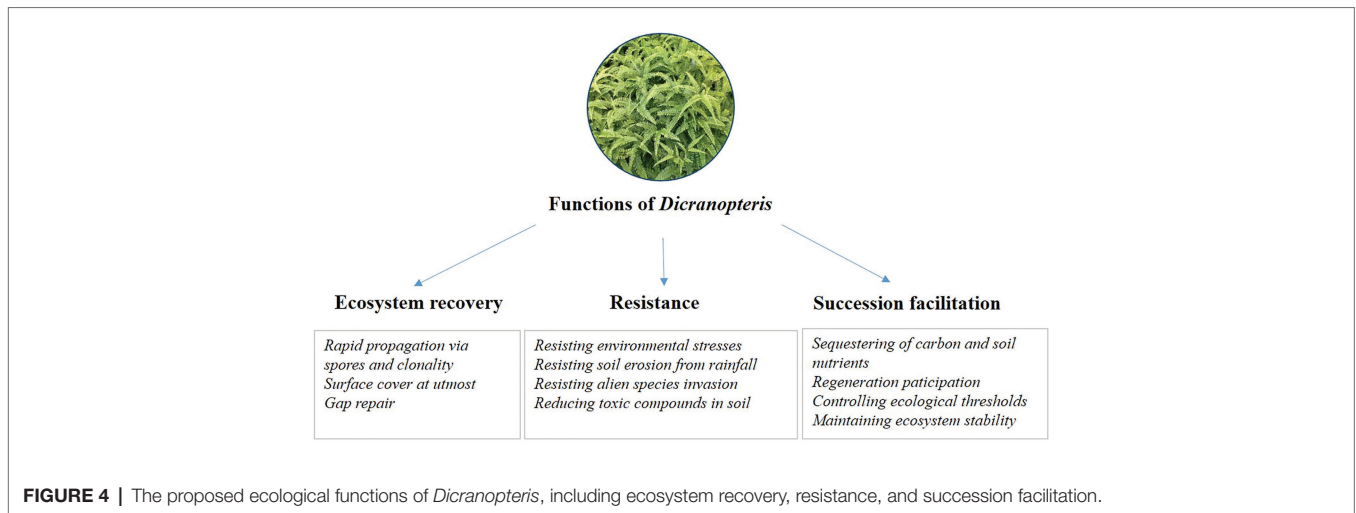 Functions of Dicranopteris
Ecosystem recovery
Rapid propagation via
spores and clonality
Surface cover at utmost
Gap repair
Resistance
Resisting environmental stresses
Resisting soil erosion from rainfall
Resisting alien species invasion
Reducing toxic compounds in soil
Succession facilitation
Sequestering of carbon and soil
nutrients
Regeneration paticipation
Controlling ecological thresholds
Maintaining ecosystem stability
FIGURE 4 | The proposed ecological functions of Dicranopteris, including ecosystem recovery, resistance, and succession facilitation.